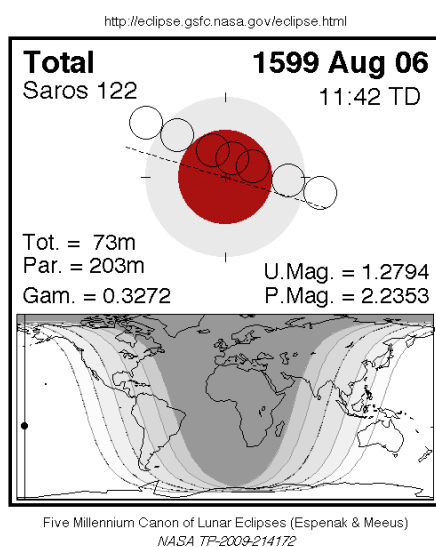 http://eclipse.gsfc.nasa.gov/eclipse.html
Total 1599 Aug 06
Saros 122 11:42 TD
Tot. = 73m
Par. = 203m U.Mag. = 1.2794
Gam. = 0.3272 P.Mag. = 2.2353
Five Millennium Canon of Lunar Eclipses (Espenak & Meeus)
NASA TP-2009-214172